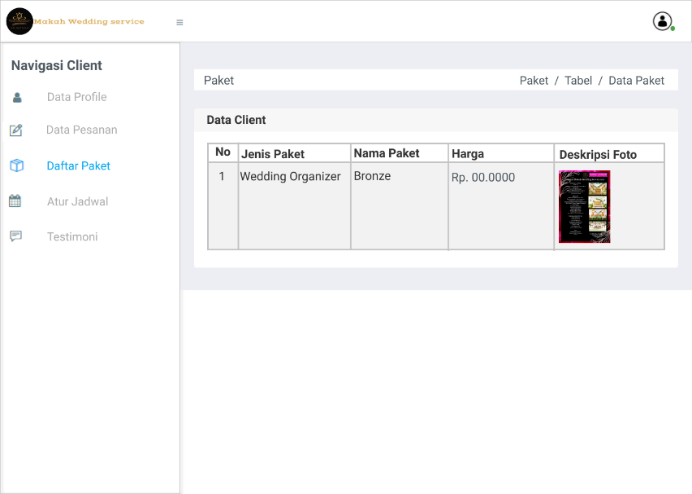 Makah Wedding service
Navigasi Client
Data Profile
Data Pesanan
Daftar Paket
Atur Jadwal
Testimoni
Paket
Paket / Tabel / Data Paket
Data Client
No Jenis Paket Nama Paket Harga Deskripsi Foto
1 Wedding Organizer Bronze Rp. 00.0000